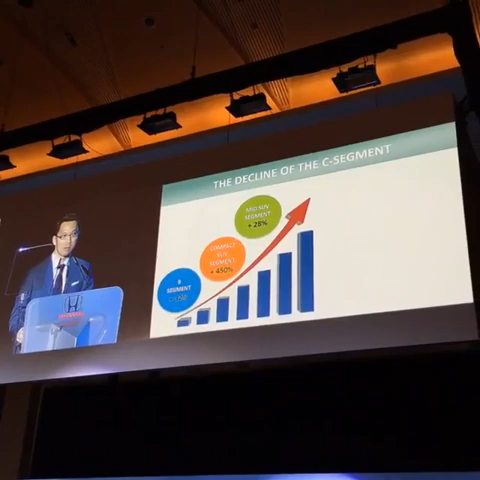 THE DECLINE OF THE C-SEGMENT
MID SUV
SEGMENT
+ 28%
COMPACT
SUV
SEGMENT
+ 450%
B
SEGMENT